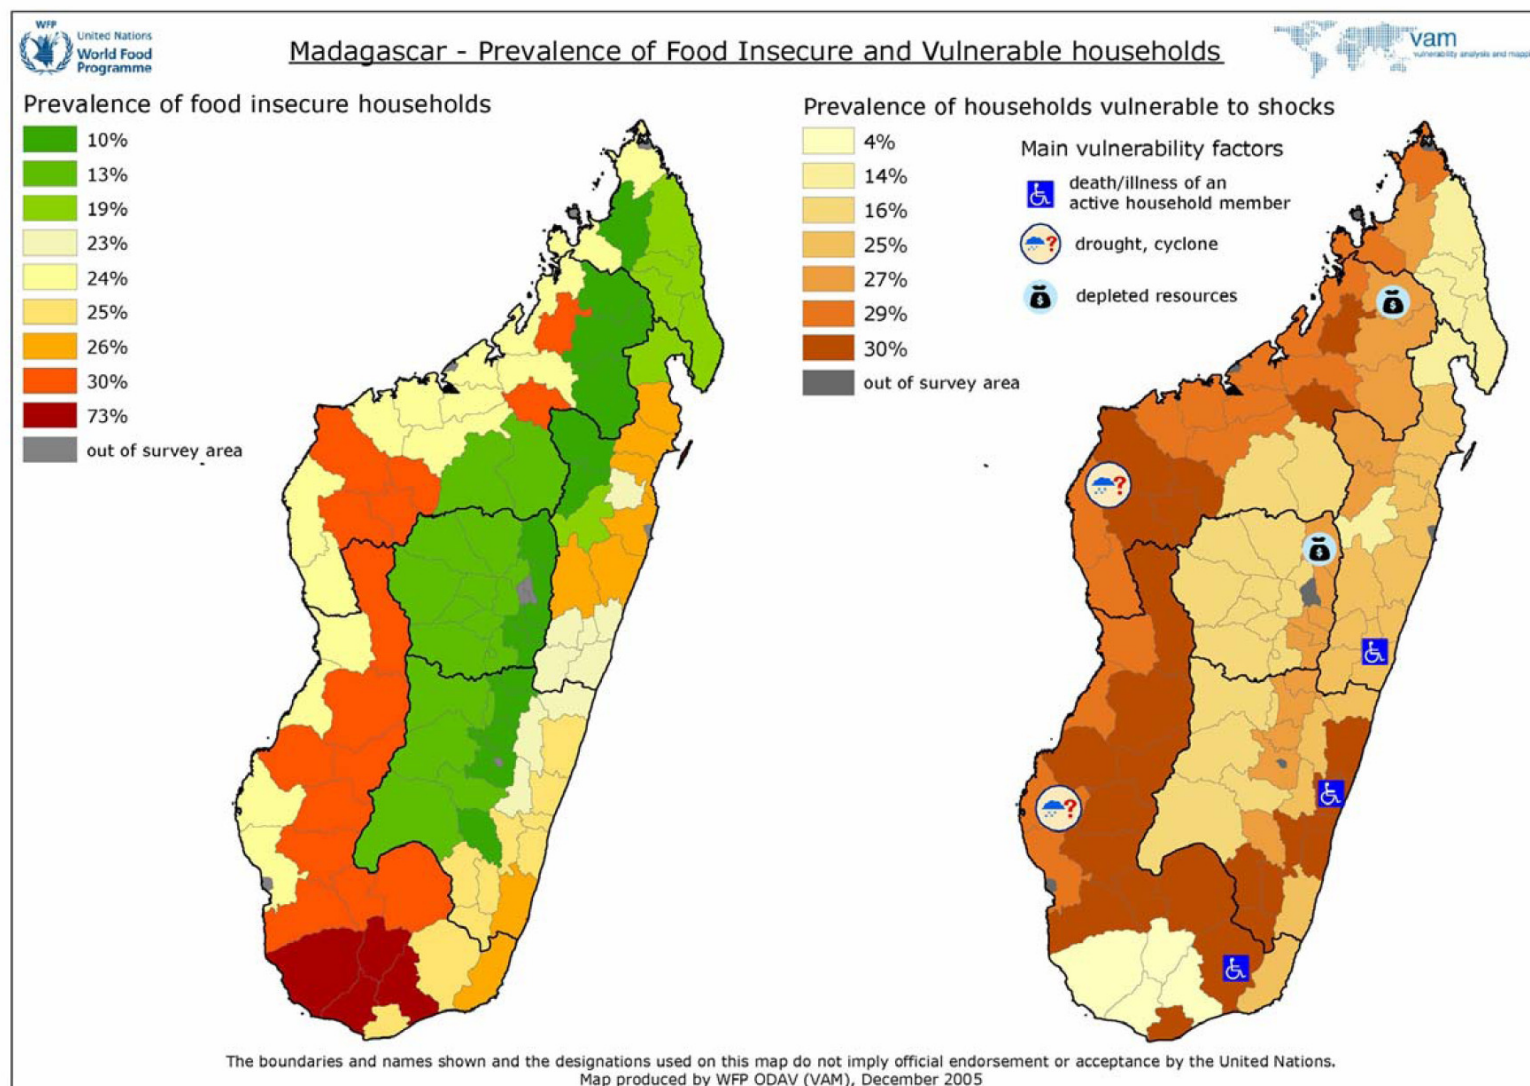 WFP
United Nations
World Food
Programme
Madagascar - Prevalence of Food Insecure and Vulnerable households
vam
vulnerability analysis and mapp
Prevalence of food insecure households
10%
13%
19%
23%
24%
25%
26%
30%
73%
out of survey area
Prevalence of households vulnerable to shocks
4%
14%
16%
25%
27%
29%
30%
out of survey area
Main vulnerability factors
death/illness of an
active household member
? drought, cyclone
$ depleted resources
$
?
$
?
The boundaries and names shown and the designations used on this map do not imply official endorsement or acceptance by the United Nations.
Map produced by WFP ODAV (VAM), December 2005